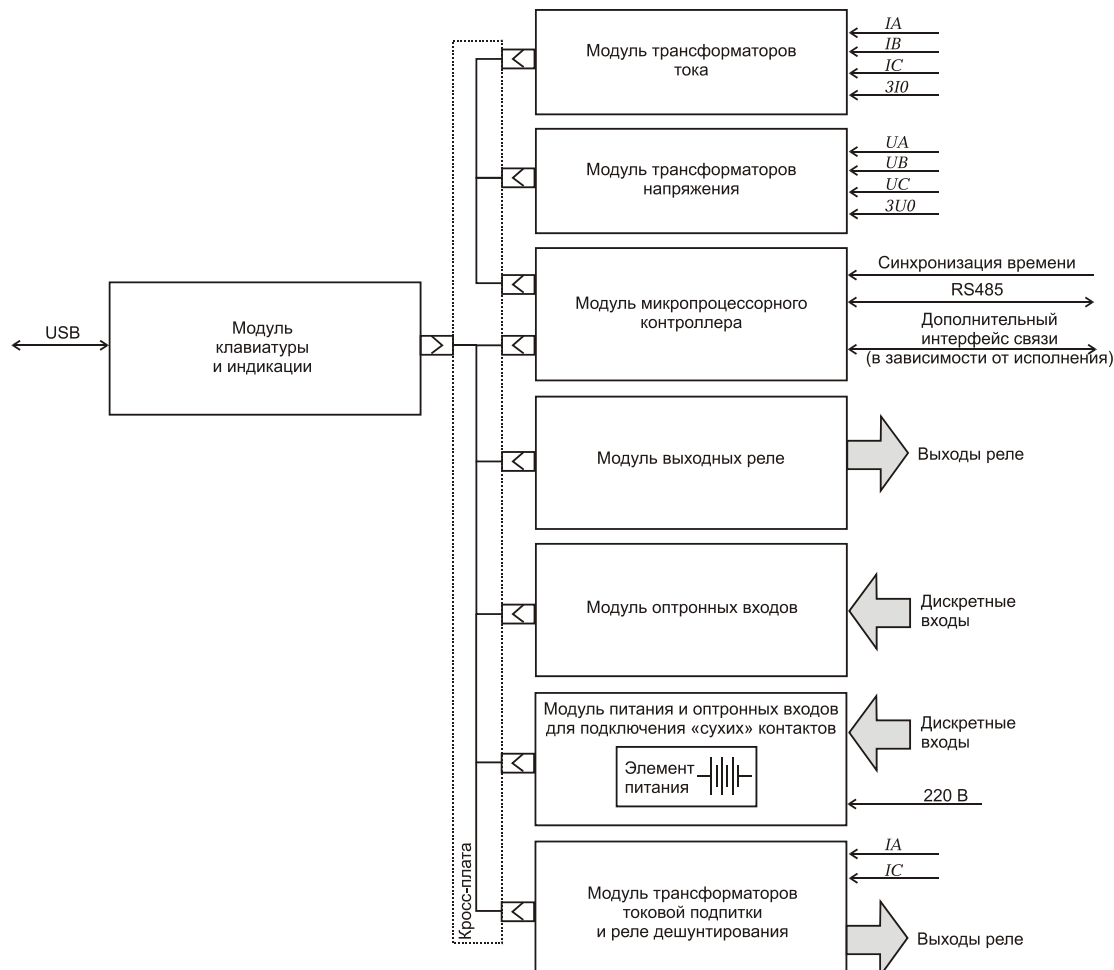 Модуль трансформаторов
тока
IA
IB
IC
3I0
Модуль трансформаторов
напряжения
UA
UB
UC
3U0
USB
Модуль
клавиатуры
и индикации
Модуль микропроцессорного
контроллера
Синхронизация времени
RS485
Дополнительный
интерфейс связи
(в зависимости от исполнения)
Модуль выходных реле
Выходы реле
Модуль оптронных входов
Дискретные
входы
Модуль питания и оптронных входов
для подключения «сухих» контактов
Элемент
питания
Дискретные
входы
220 В
Кросс-плата
Модуль трансформаторов
токовой подпитки
и реле дешунтирования
IA
IC
Выходы реле